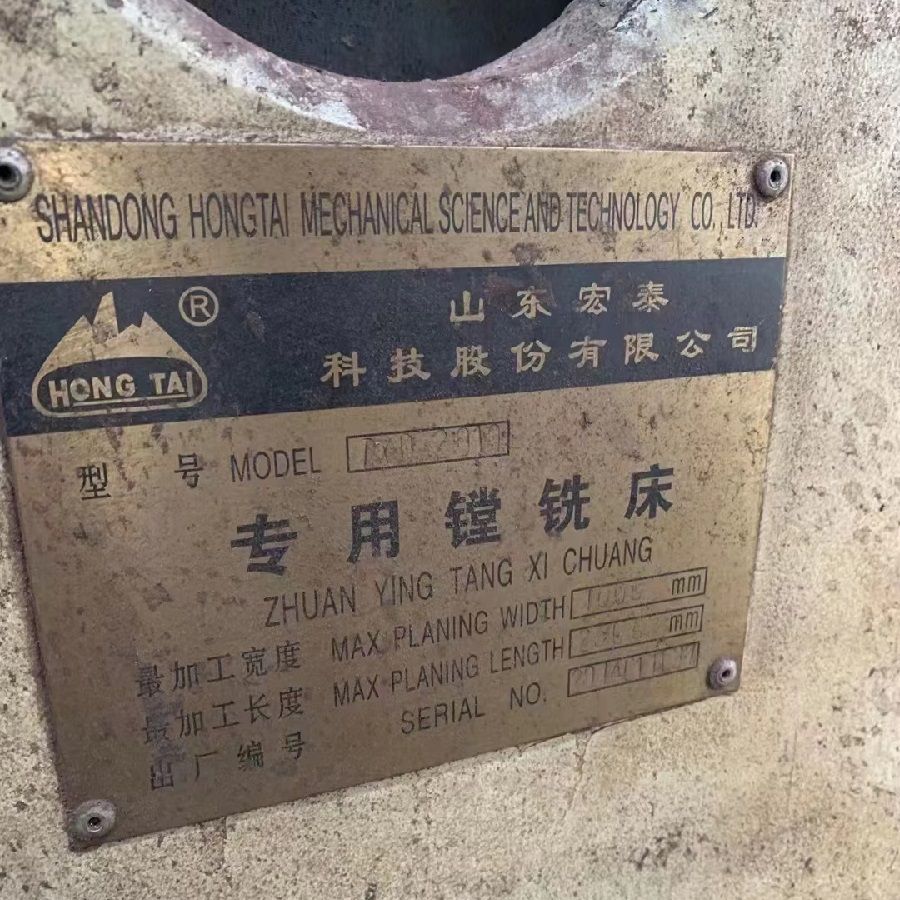 SHANDONG HONGTAI MECHANICAL SCIENCE AND TECHNOLOGY CO., LTD.
山东宏泰
科技股份有限公司
®
HONG TAI
型 号 MODEL
专用镗铣床
ZHUAN YING TANG XI CHUANG
最加工宽度 MAX PLANING WIDTH mm
最加工长度 MAX PLANING LENGTH mm
出厂编号 SERIAL NO.